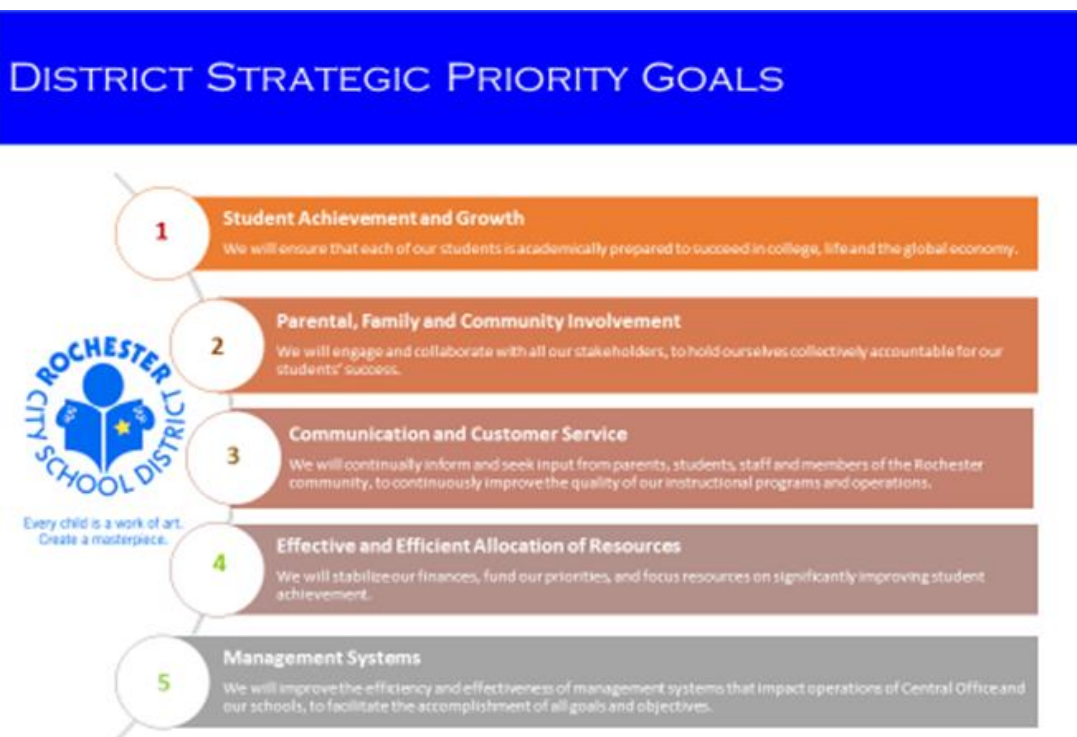 DISTRICT STRATEGIC PRIORITY GOALS
1
Student Achievement and Growth
We will ensure that each of our students is academically prepared to succeed in college, life and the global economy.
2
Parental, Family and Community Involvement
We will engage and collaborate with all our stakeholders, to hold ourselves collectively accountable for our
students' success.
ROCHESTER
CITY SCHOOL DISTRICT
Every child is a work of art.
Create a masterpiece.
3
Communication and Customer Service
We will continually inform and seek input from parents, students, staff and members of the Rochester
community, to continuously improve the quality of our instructional programs and operations.
4
Effective and Efficient Allocation of Resources
We will stabilize our finances, fund our priorities, and focus resources on significantly improving student
achievement.
5
Management Systems
We will improve the efficiency and effectiveness of management systems that impact operations of Central Office and
our schools, to facilitate the accomplishment of all goals and objectives.